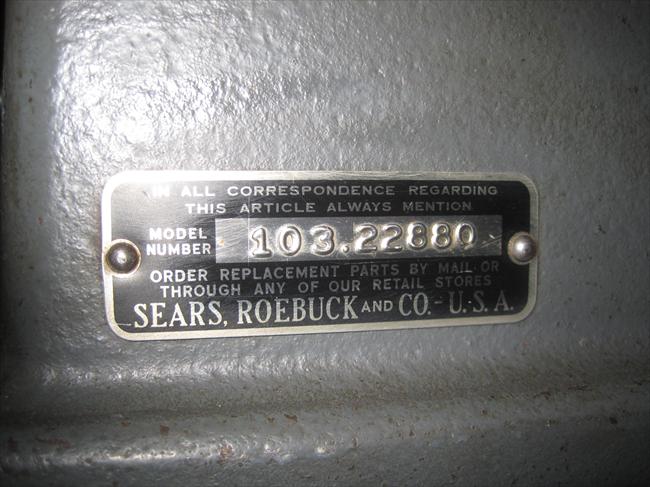 IN ALL CORRESPONDENCE REGARDING
THIS ARTICLE ALWAYS MENTION
MODEL NUMBER 103.22880
ORDER REPLACEMENT PARTS BY MAIL OR
THROUGH ANY OF OUR RETAIL STORES
SEARS, ROEBUCK AND CO. - U.S.A.